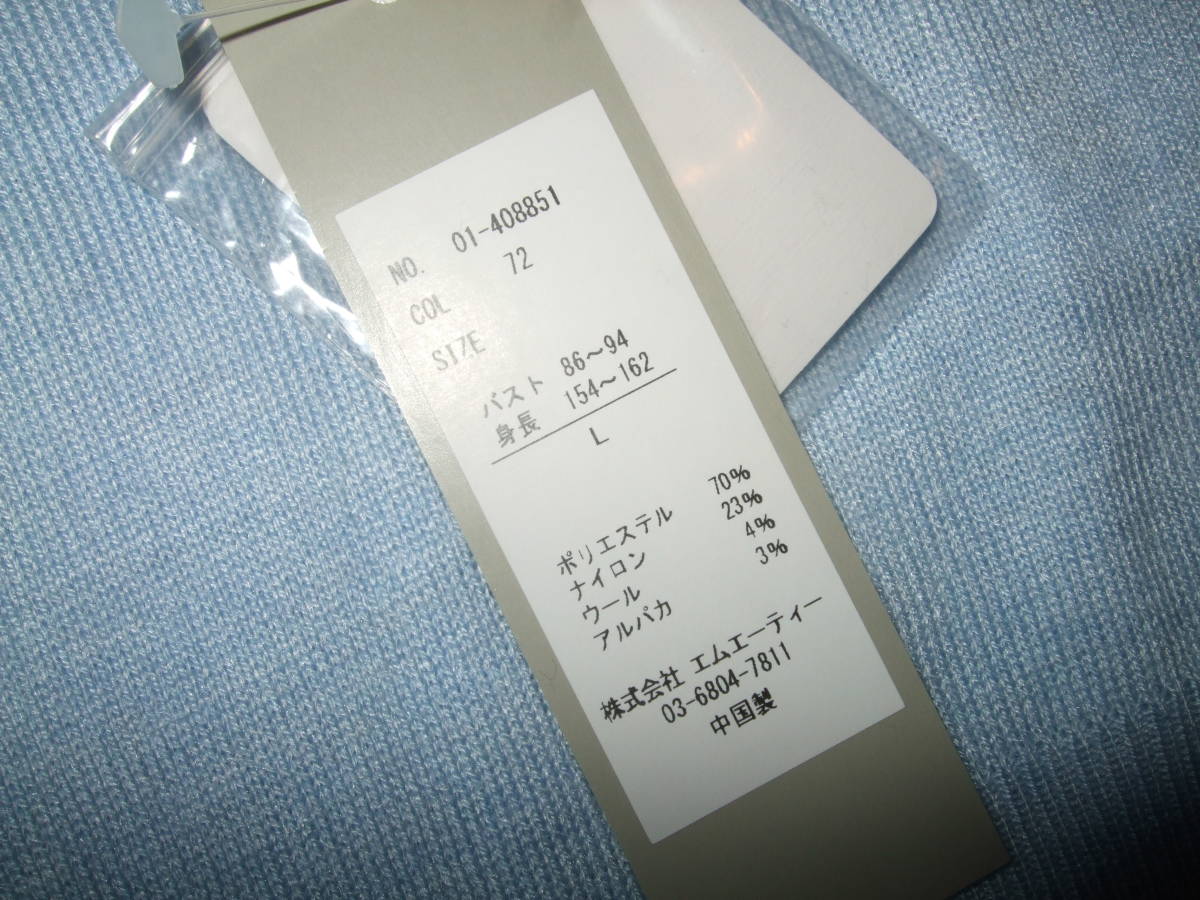 NO. 01-408851
COL 72
SIZE
バスト 86〜94
身長 154〜162
L
ポリエステル 70%
ナイロン 23%
ウール 4%
アルパカ 3%
株式会社 エムエーティー
03-6804-7811
中国製